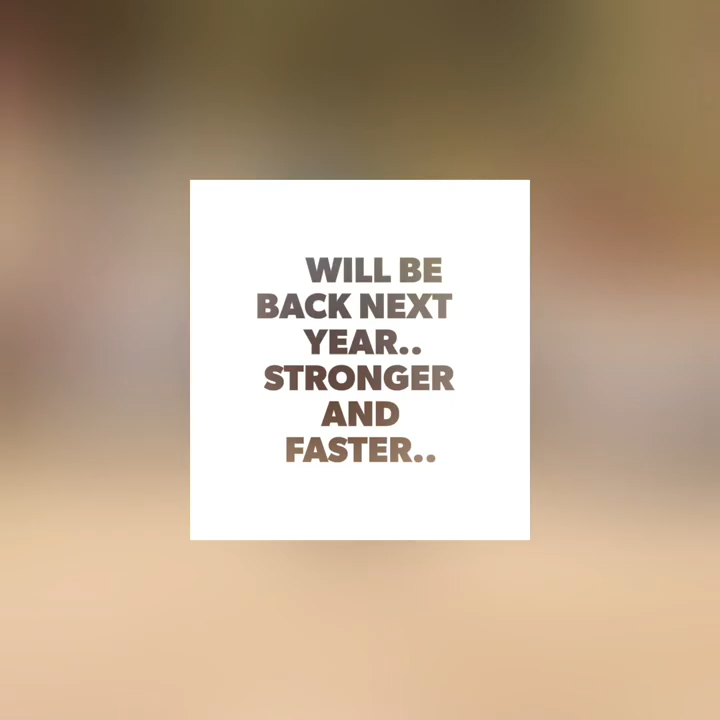 WILL BE
BACK NEXT
YEAR..
STRONGER
AND
FASTER..